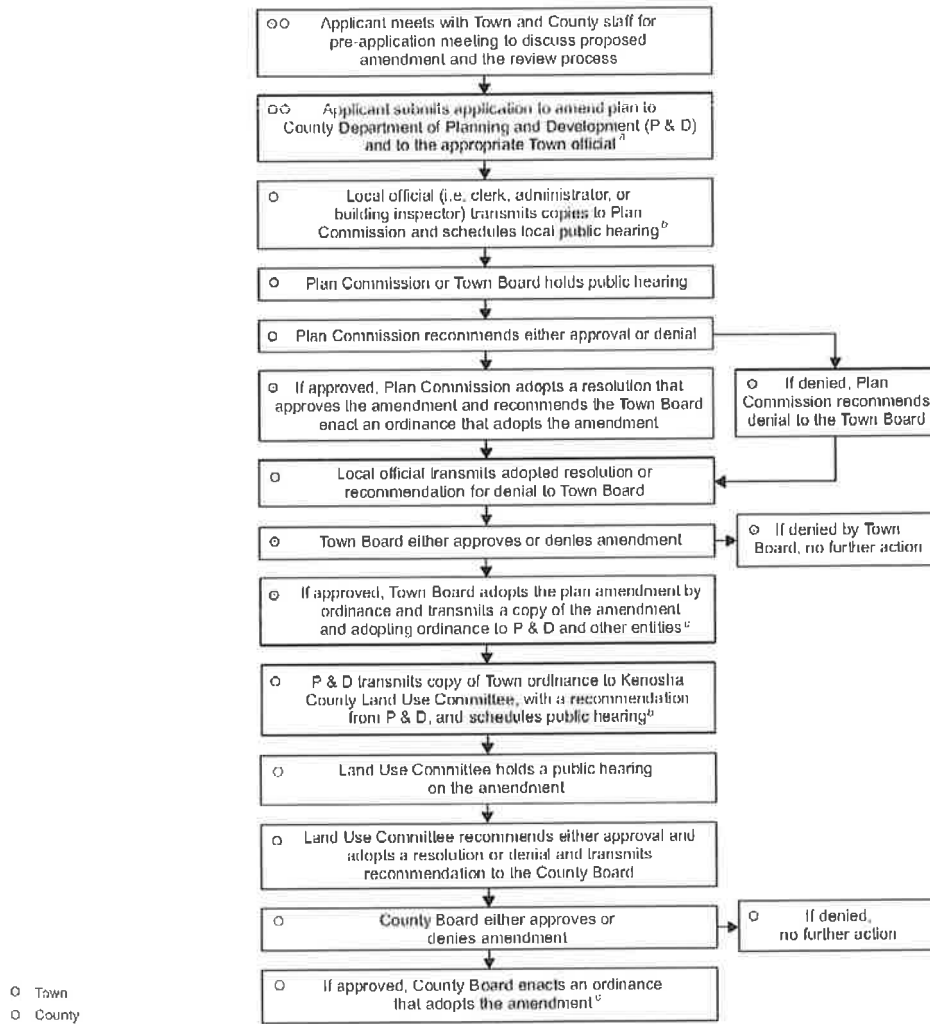 Applicant meets with Town and County staff for
pre-application meeting to discuss proposed
amendment and the review process
Applicant submits application to amend plan to
County Department of Planning and Development (P & D)
and to the appropriate Town official a
Local official (i.e. clerk, administrator, or
building inspector) transmits copies to Plan
Commission and schedules local public hearing b
Plan Commission or Town Board holds public hearing
Plan Commission recommends either approval or denial
If approved, Plan Commission adopts a resolution that
approves the amendment and recommends the Town Board
enact an ordinance that adopts the amendment
If denied, Plan
Commission recommends
denial to the Town Board
Local official transmits adopted resolution or
recommendation for denial to Town Board
Town Board either approves or denies amendment
If denied by Town
Board, no further action
If approved, Town Board adopts the plan amendment by
ordinance and transmits a copy of the amendment
and adopting ordinance to P & D and other entities c
P & D transmits copy of Town ordinance to Kenosha
County Land Use Committee, with a recommendation
from P & D, and schedules public hearing b
Land Use Committee holds a public hearing
on the amendment
Land Use Committee recommends either approval and
adopts a resolution or denial and transmits
recommendation to the County Board
County Board either approves or
denies amendment
If denied,
no further action
If approved, County Board enacts an ordinance
that adopts the amendment c
Town
County